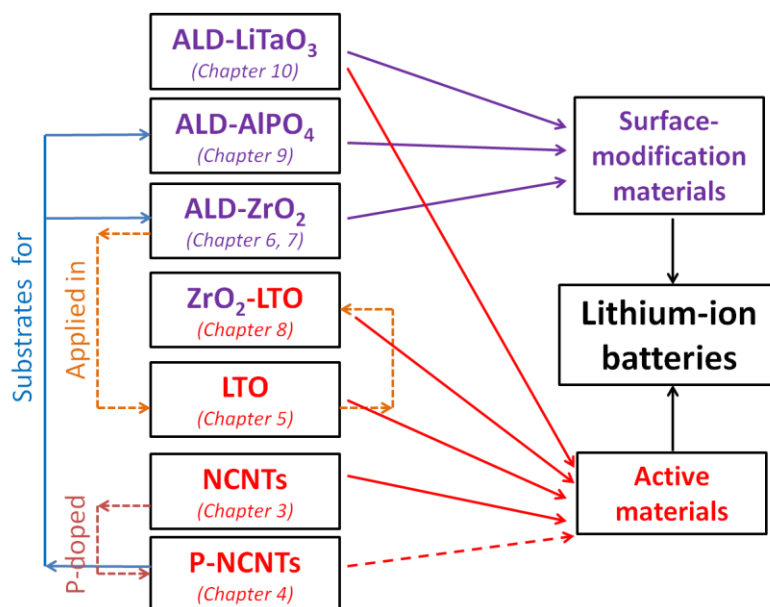 ALD-LiTaO₃
(Chapter 10)
ALD-AlPO₄
(Chapter 9)
ALD-ZrO₂
(Chapter 6, 7)
ZrO₂-LTO
(Chapter 8)
LTO
(Chapter 5)
NCNTs
(Chapter 3)
P-NCNTs
(Chapter 4)
Substrates for
Applied in
P-doped
Surface-
modification
materials
Lithium-ion
batteries
Active
materials